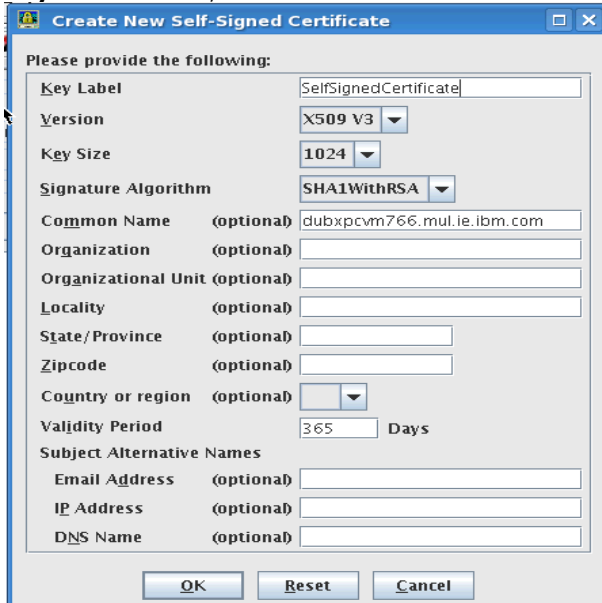 Create New Self-Signed Certificate
Please provide the following:
Key Label SelfSignedCertificate
Version X509 V3
Key Size 1024
Signature Algorithm SHA1WithRSA
Common Name (optional) dubxpcvm766.mul.ie.ibm.com
Organization (optional)
Organizational Unit (optional)
Locality (optional)
State/Province (optional)
Zipcode (optional)
Country or region (optional)
Validity Period 365 Days
Subject Alternative Names
Email Address (optional)
IP Address (optional)
DNS Name (optional)
OK Reset Cancel